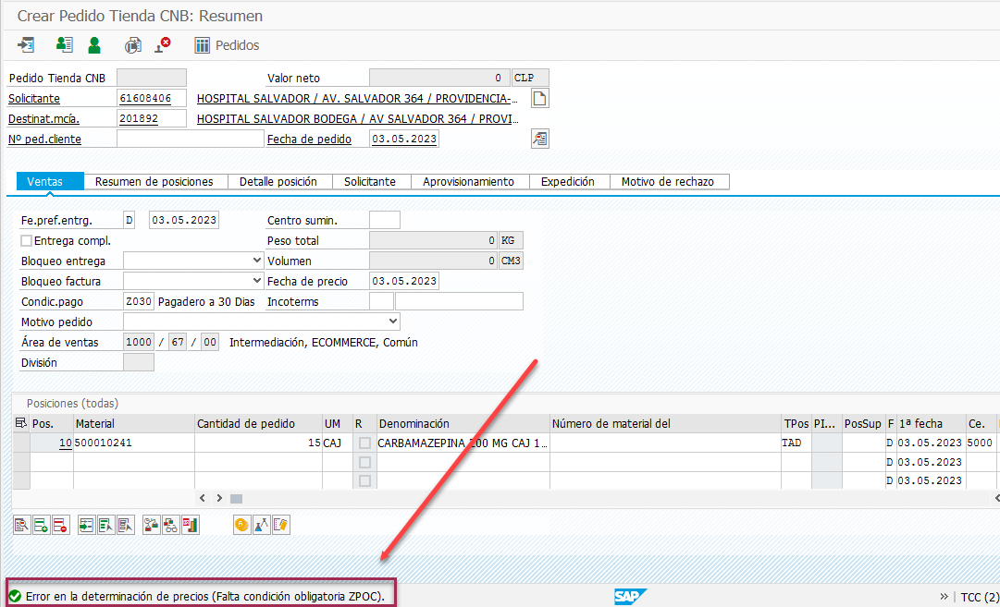 Crear Pedido Tienda CNB: Resumen
Pedidos
Pedido Tienda CNB Valor neto 0 CLP
Solicitante 61608406 HOSPITAL SALVADOR / AV. SALVADOR 364 / PROVIDENCIA-...
Destinat.mcía. 201892 HOSPITAL SALVADOR BODEGA / AV SALVADOR 364 / PROVI...
Nº ped.cliente Fecha de pedido 03.05.2023
Ventas Resumen de posiciones Detalle posición Solicitante Aprovisionamiento Expedición Motivo de rechazo
Fe.pref.entrg. D 03.05.2023 Centro sumin.
Entrega compl. Peso total 0 KG
Bloqueo entrega Volumen 0 CM3
Bloqueo factura Fecha de precio 03.05.2023
Condic.pago Z030 Pagadero a 30 Dias Incoterms
Motivo pedido
Área de ventas 1000 / 67 / 00 Intermediación, ECOMMERCE, Común
División
Posiciones (todas)
Pos. Material Cantidad de pedido UM R Denominación Número de material del TPos PI... PosSup F 1ª fecha Ce.
10 500010241 15 CAJ CARBAMAZEPINA 200 MG CAJ 1... TAD D 03.05.2023 5000
D 03.05.2023
D 03.05.2023
Error en la determinación de precios (Falta condición obligatoria ZPOC). SAP TCC (2)